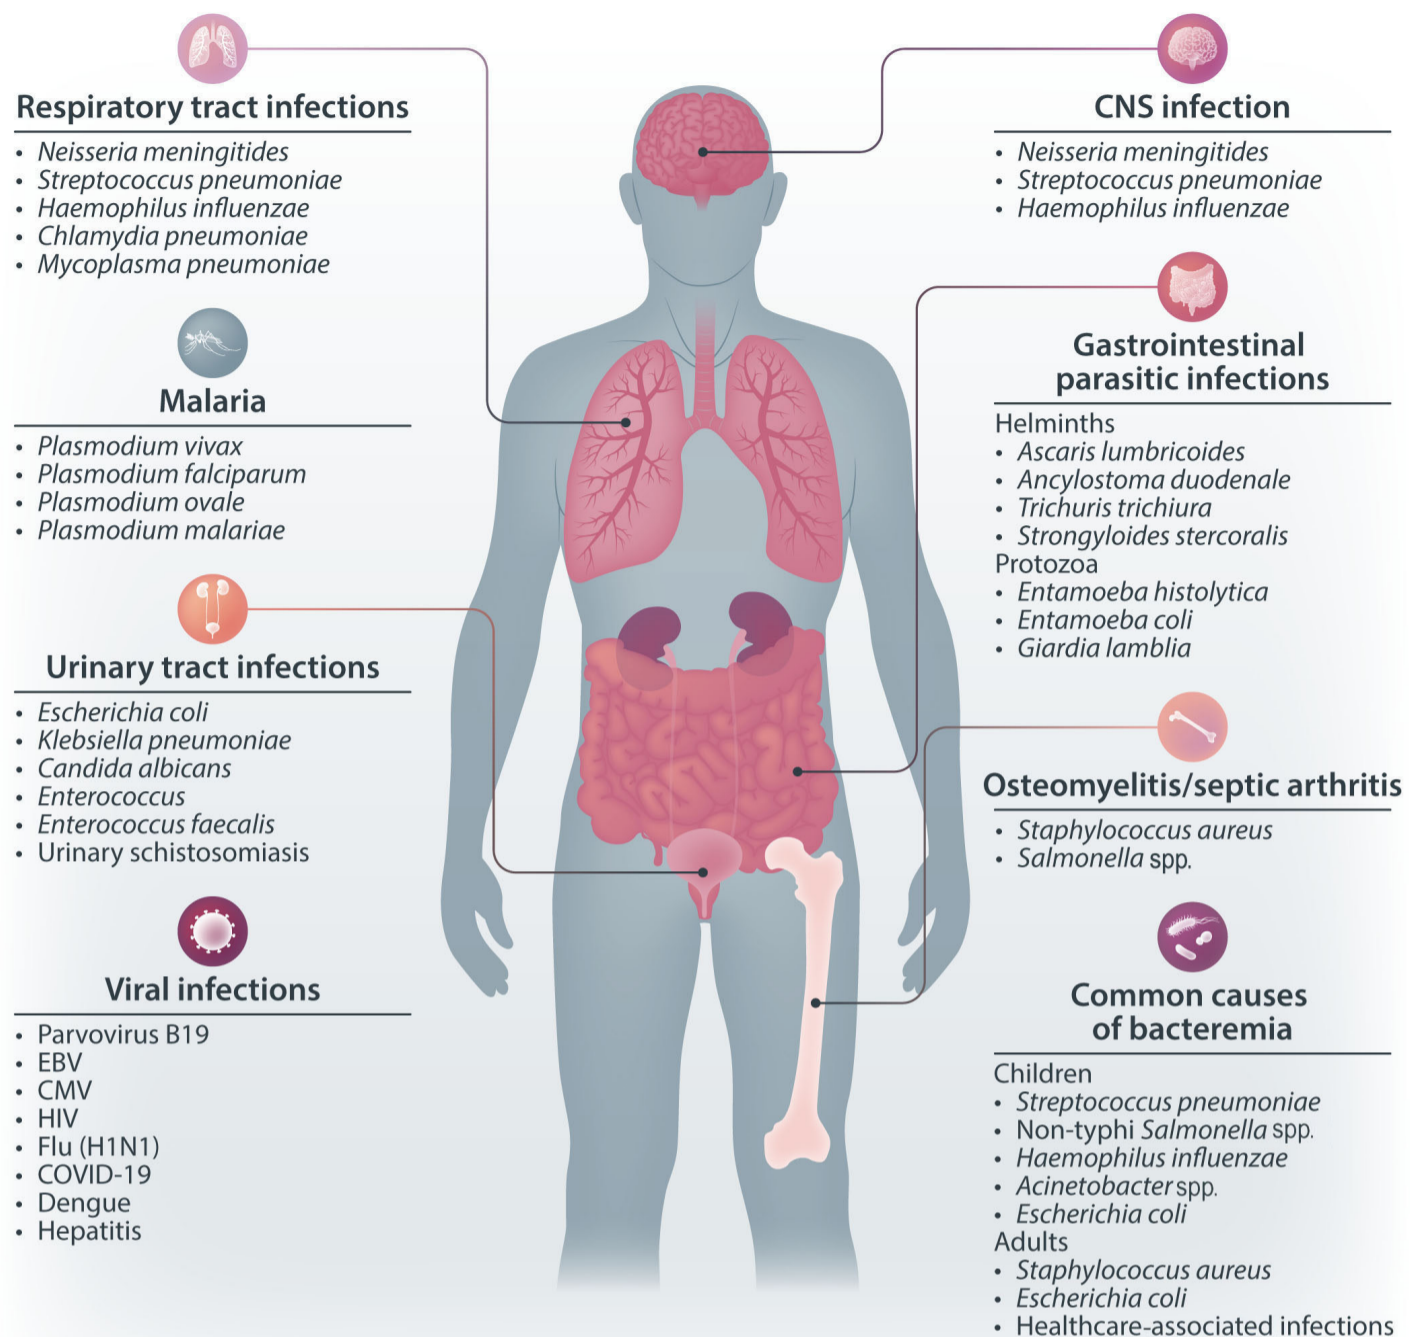 Respiratory tract infections
• Neisseria meningitides
• Streptococcus pneumoniae
• Haemophilus influenzae
• Chlamydia pneumoniae
• Mycoplasma pneumoniae
Malaria
• Plasmodium vivax
• Plasmodium falciparum
• Plasmodium ovale
• Plasmodium malariae
Urinary tract infections
• Escherichia coli
• Klebsiella pneumoniae
• Candida albicans
• Enterococcus
• Enterococcus faecalis
• Urinary schistosomiasis
Viral infections
• Parvovirus B19
• EBV
• CMV
• HIV
• Flu (H1N1)
• COVID-19
• Dengue
• Hepatitis
CNS infection
• Neisseria meningitides
• Streptococcus pneumoniae
• Haemophilus influenzae
Gastrointestinal
parasitic infections
Helminths
• Ascaris lumbricoides
• Ancylostoma duodenale
• Trichuris trichiura
• Strongyloides stercoralis
Protozoa
• Entamoeba histolytica
• Entamoeba coli
• Giardia lamblia
Osteomyelitis/septic arthritis
• Staphylococcus aureus
• Salmonella spp.
Common causes
of bacteremia
Children
• Streptococcus pneumoniae
• Non-typhi Salmonella spp.
• Haemophilus influenzae
• Acinetobacter spp.
• Escherichia coli
Adults
• Staphylococcus aureus
• Escherichia coli
• Healthcare-associated infections